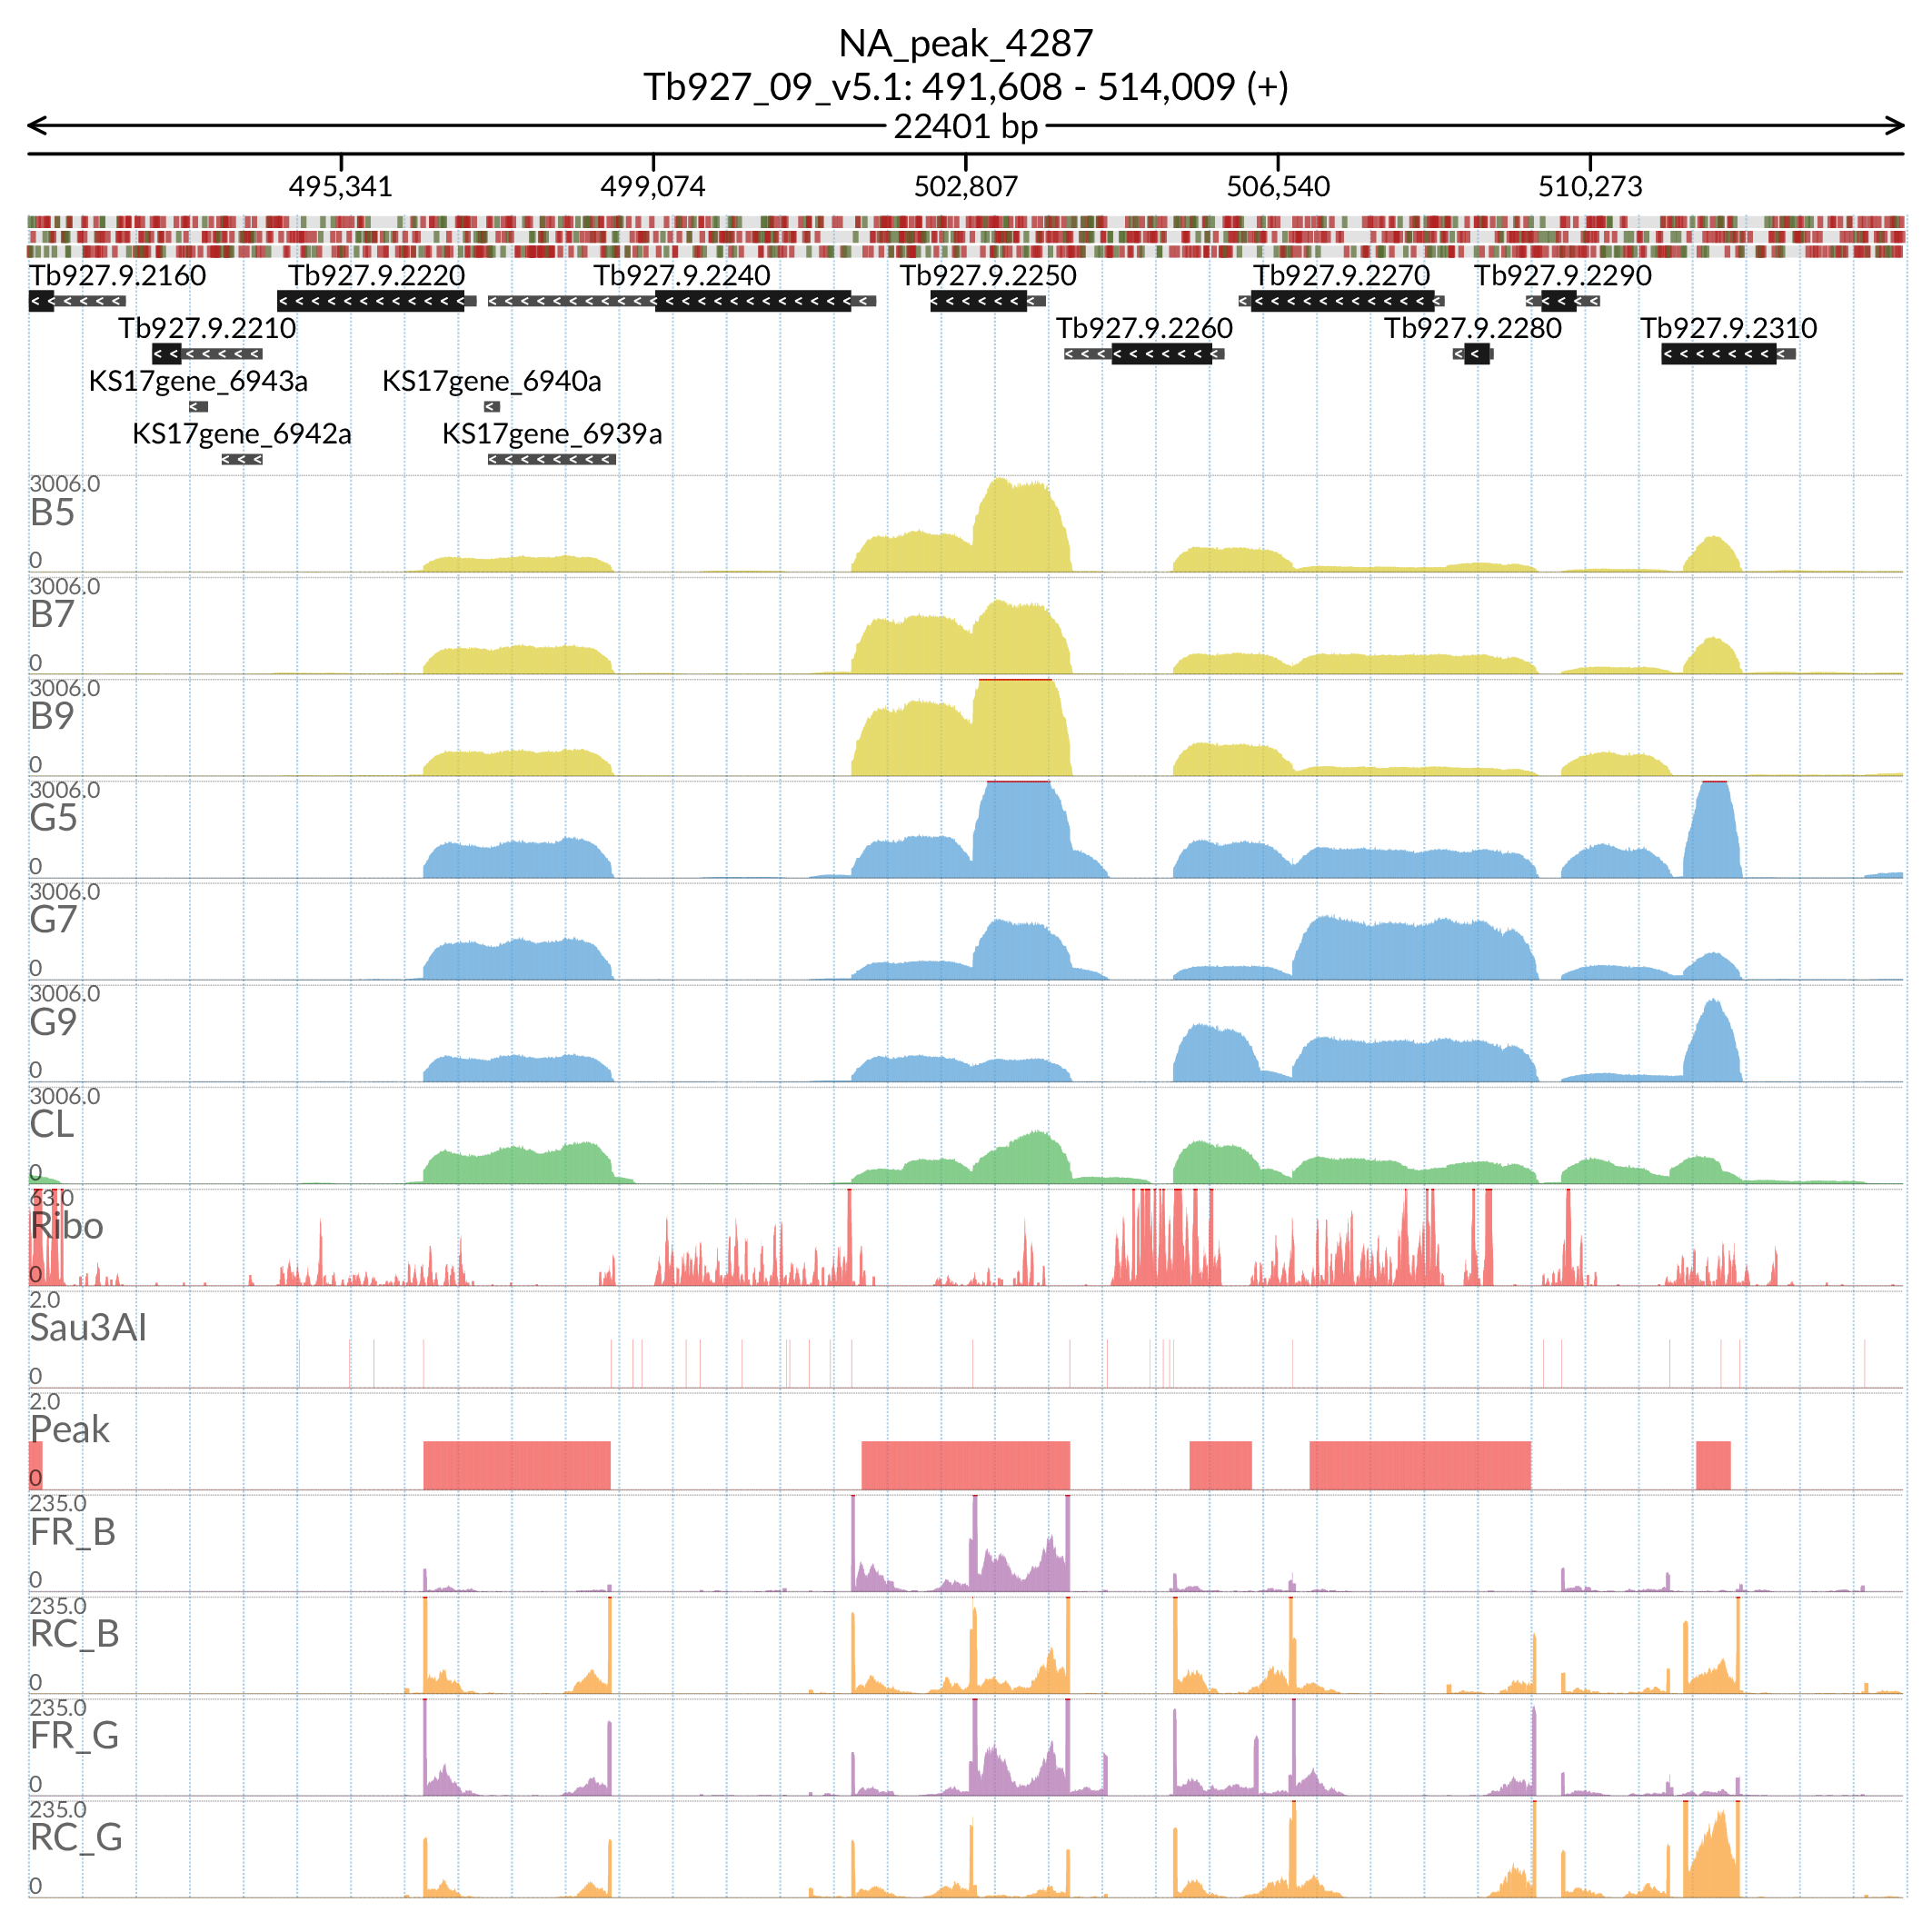 NA_peak_4287
Tb927_09_v5.1: 491,608 - 514,009 (+)
22401 bp
495,341 499,074 502,807 506,540 510,273
Tb927.9.2160 Tb927.9.2220 Tb927.9.2240 Tb927.9.2250 Tb927.9.2270 Tb927.9.2290
Tb927.9.2210 Tb927.9.2260 Tb927.9.2280 Tb927.9.2310
KS17gene_6943a KS17gene_6940a
KS17gene_6942a KS17gene_6939a
3006.0
B5
0
3006.0
B7
0
3006.0
B9
0
3006.0
G5
0
3006.0
G7
0
3006.0
G9
0
3006.0
CL
0
63.0
Ribo
0
2.0
Sau3AI
0
2.0
Peak
0
235.0
FR_B
0
235.0
RC_B
0
235.0
FR_G
0
235.0
RC_G
0